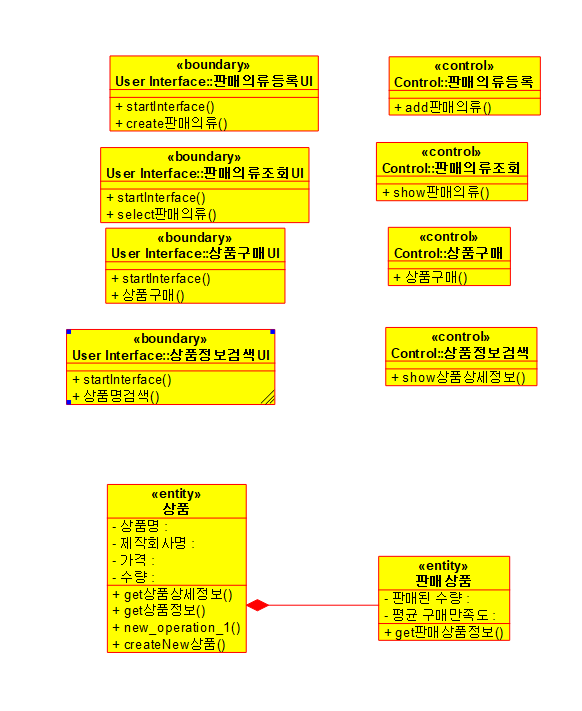 «boundary»
User Interface::판매의류등록UI
+ startInterface()
+ create판매의류()
«control»
Control::판매의류등록
+ add판매의류()
«boundary»
User Interface::판매의류조회UI
+ startInterface()
+ select판매의류()
«control»
Control::판매의류조회
+ show판매의류()
«boundary»
User Interface::상품구매UI
+ startInterface()
+ 상품구매()
«control»
Control::상품구매
+ 상품구매()
«boundary»
User Interface::상품정보검색UI
+ startInterface()
+ 상품명검색()
«control»
Control::상품정보검색
+ show상품상세정보()
«entity»
상품
- 상품명 :
- 제작회사명 :
- 가격 :
- 수량 :
+ get상품상세정보()
+ get상품정보()
+ new_operation_1()
+ createNew상품()
«entity»
판매상품
- 판매된 수량 :
- 평균 구매만족도 :
+ get판매상품정보()